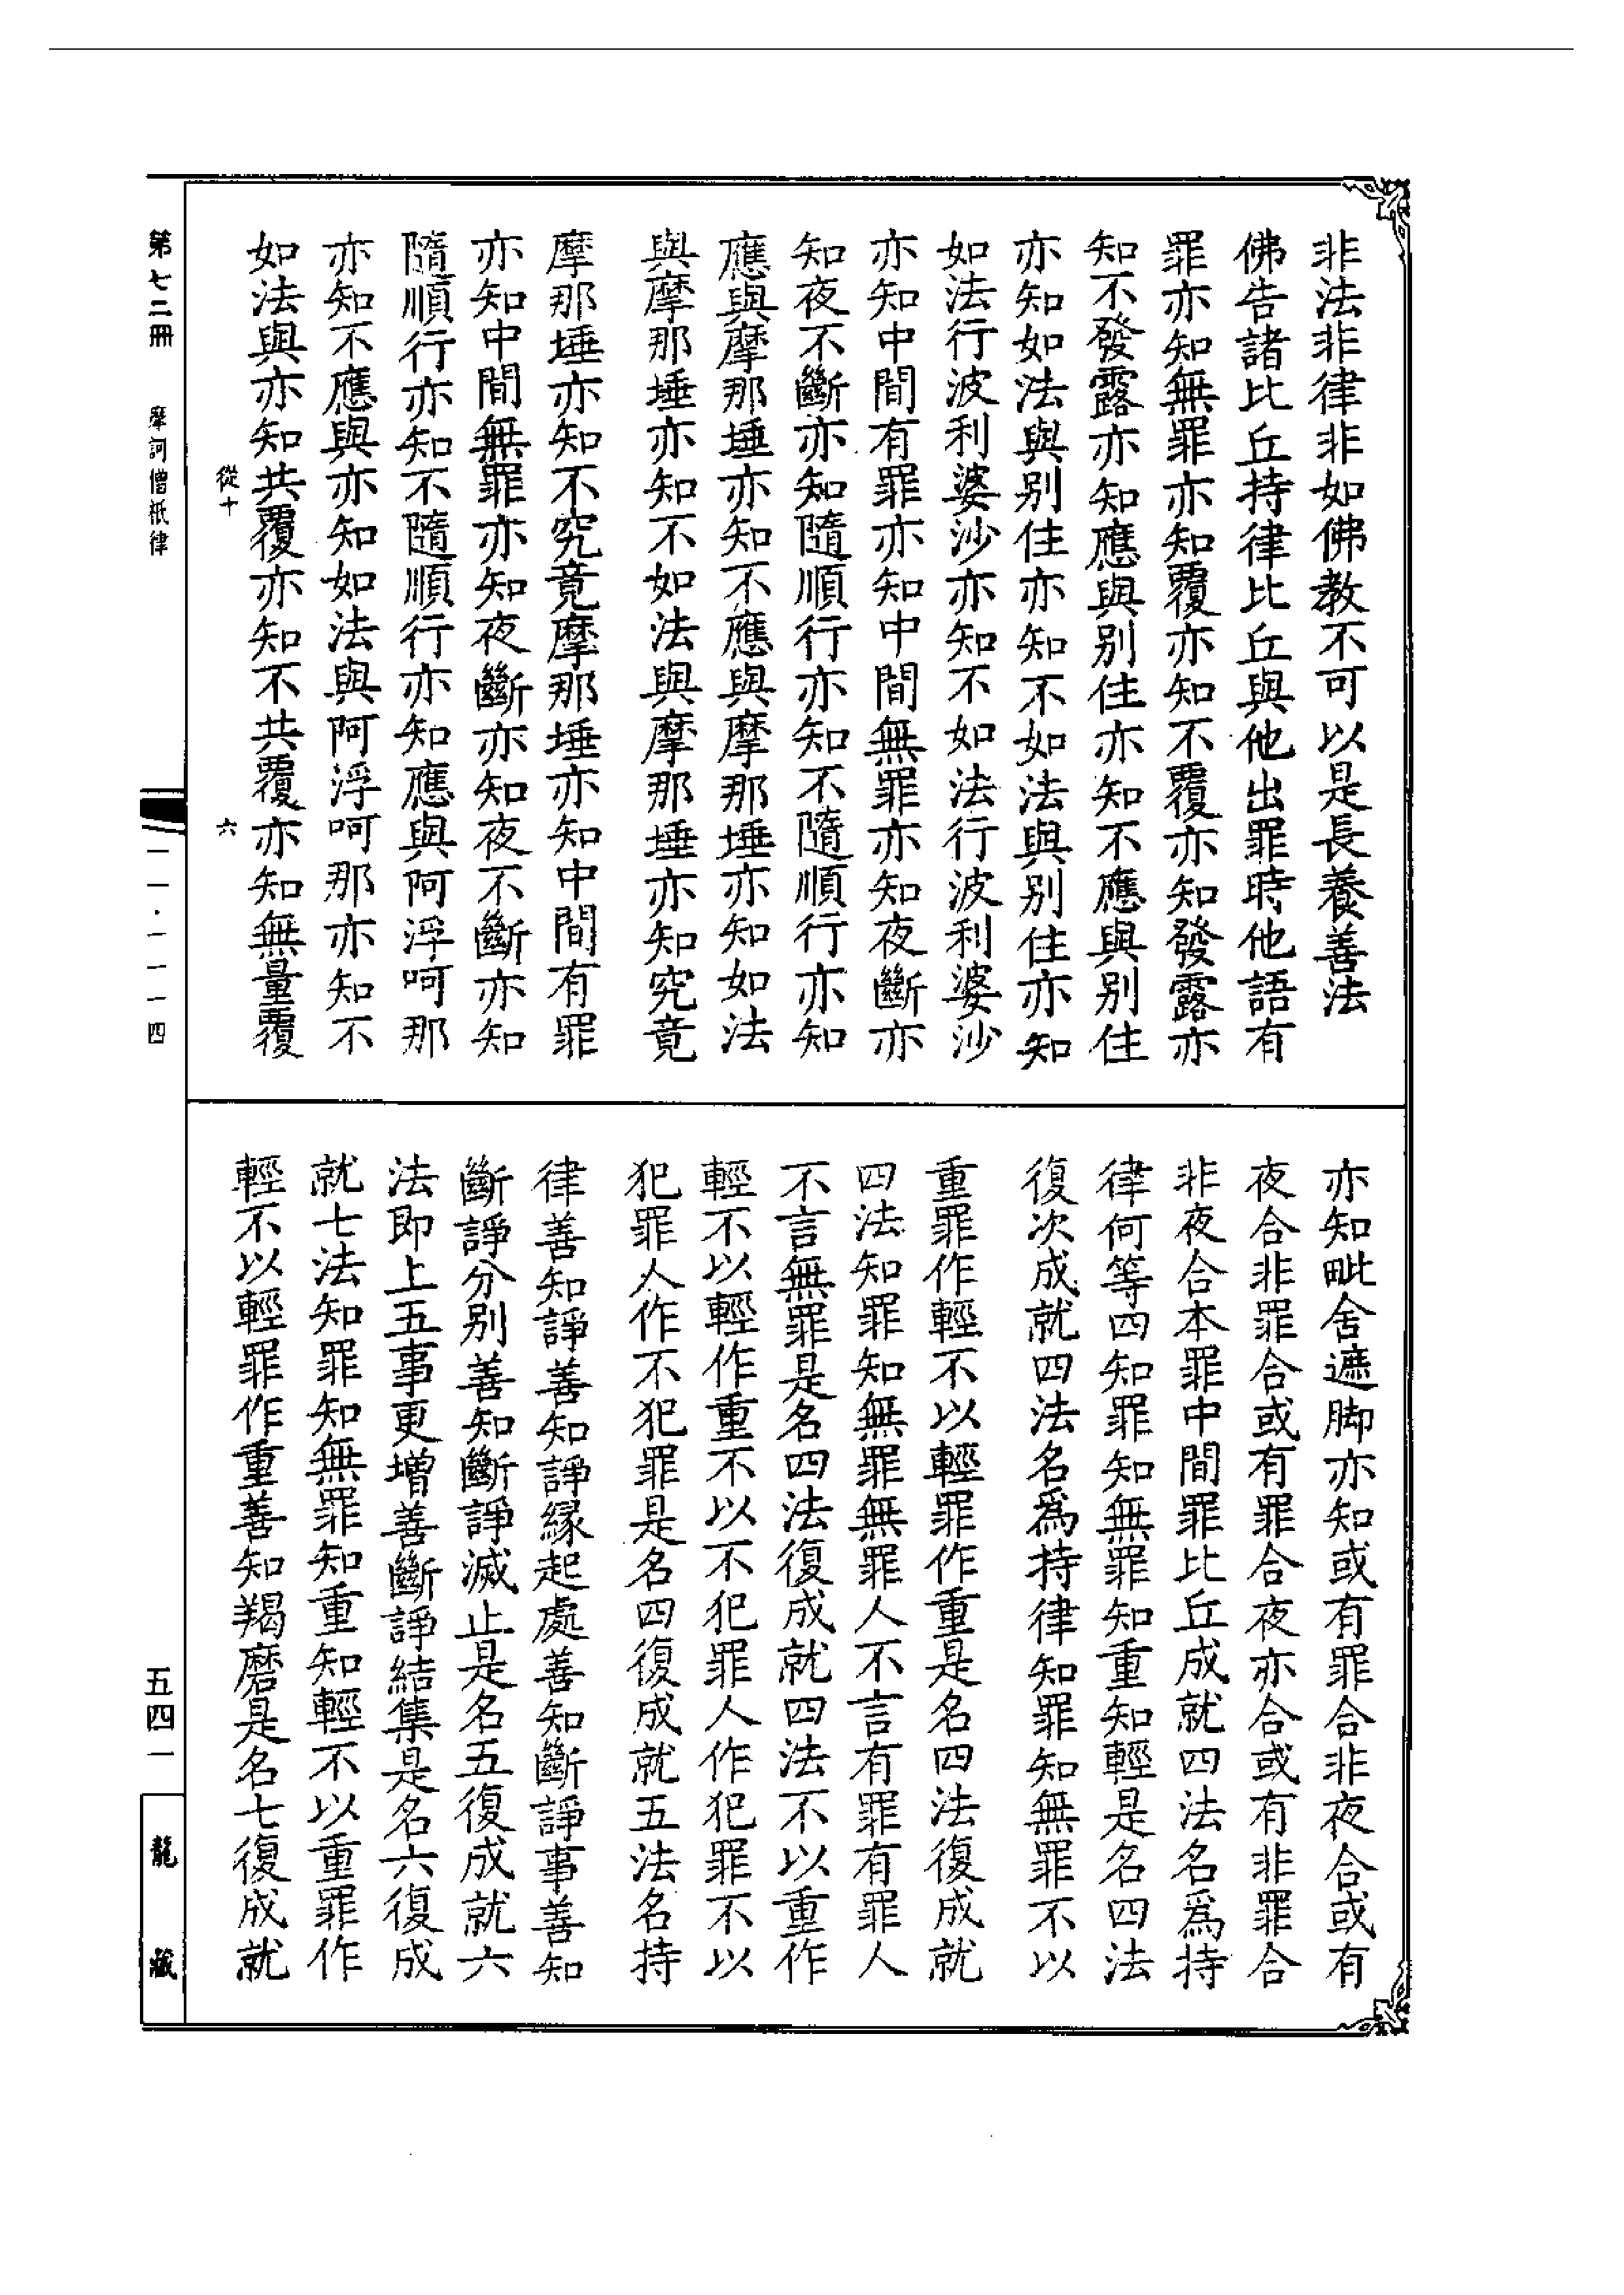 非法非律非如佛教不可以是長養善法
佛告諸比丘持律比丘與他出罪時他語有
罪亦知無罪亦知覆亦知不覆亦知發露亦
知不發露亦知應與別住亦知不應與別住
亦知如法與別住亦知不如法與別住亦知
如法行波利婆沙亦知不如法行波利婆沙
亦知中間有罪亦知中間無罪亦知夜斷亦
知夜不斷亦知隨順行亦知不隨順行亦知
應與摩那埵亦知不應與摩那埵亦知如法
與摩那埵亦知不如法與摩那埵亦知究竟
摩那埵亦知不究竟摩那埵亦知中間有罪
亦知中間無罪亦知夜斷亦知夜不斷亦知
隨順行亦知不隨順行亦知應與阿浮呵那
亦知不應與亦知如法與阿浮呵那亦知不
如法與亦知共覆亦知不共覆亦知無量覆
從十
六
亦知毗舍遮脚亦知或有罪合非夜合或有
夜合非罪合或有罪合夜亦合或有非罪合
非夜合本罪中間罪比丘成就四法名爲持
律何等四知罪知無罪知重知輕是名四法
復次成就四法名爲持律知罪知無罪不以
重罪作輕不以輕罪作重是名四法復成就
四法知罪知無罪無罪人不言有罪有罪人
不言無罪是名四法復成就四法不以重作
輕不以輕作重不以不犯罪人作犯罪不以
犯罪人作不犯罪是名四復成就五法名持
律善知諍善知諍緣起處善知斷諍事善知
斷諍分別善知斷諍滅止是名五復成就六
法即上五事更增善斷諍結集是名六復成
就七法知罪知無罪知重知輕不以重罪作
輕不以輕罪作重善知羯磨是名七復成就
第七二冊
摩訶僧祇律
一一·一一一四
五四一
龍藏